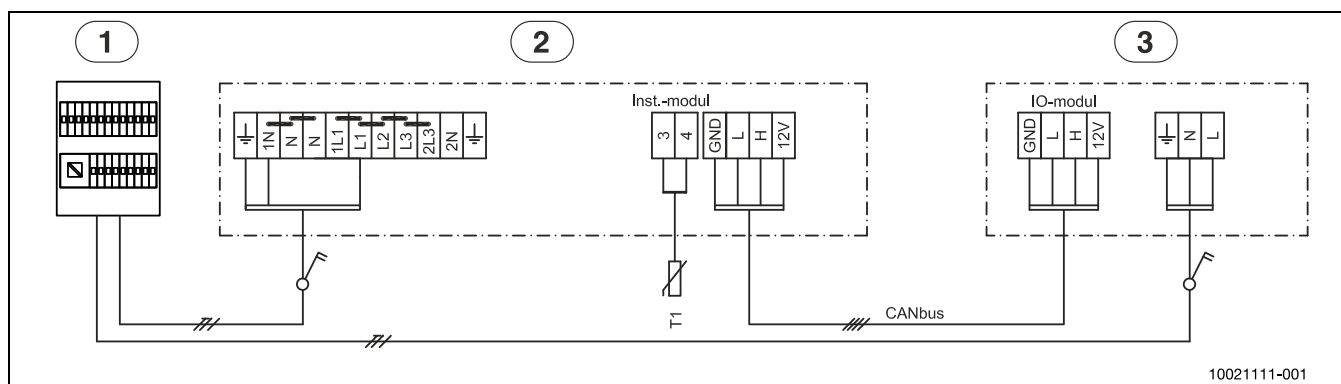 1
2
3
Inst.-modul
IO-modul
1N
N
N
1L1
L1
L2
L3
2L3
2N
3
4
GND
L
H
12V
GND
L
H
12V
N
L
T1
CANbus
10021111-001